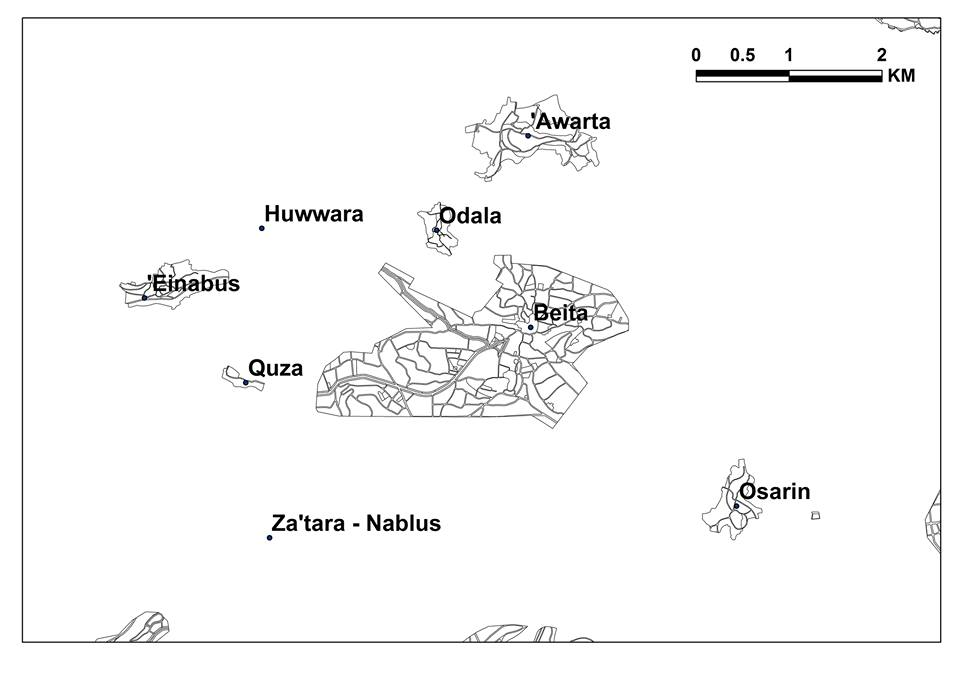 0 0.5 1 2
KM
'Awarta
Huwwara
Odala
'Einabus
Beita
Quza
Osarin
Za'tara - Nablus